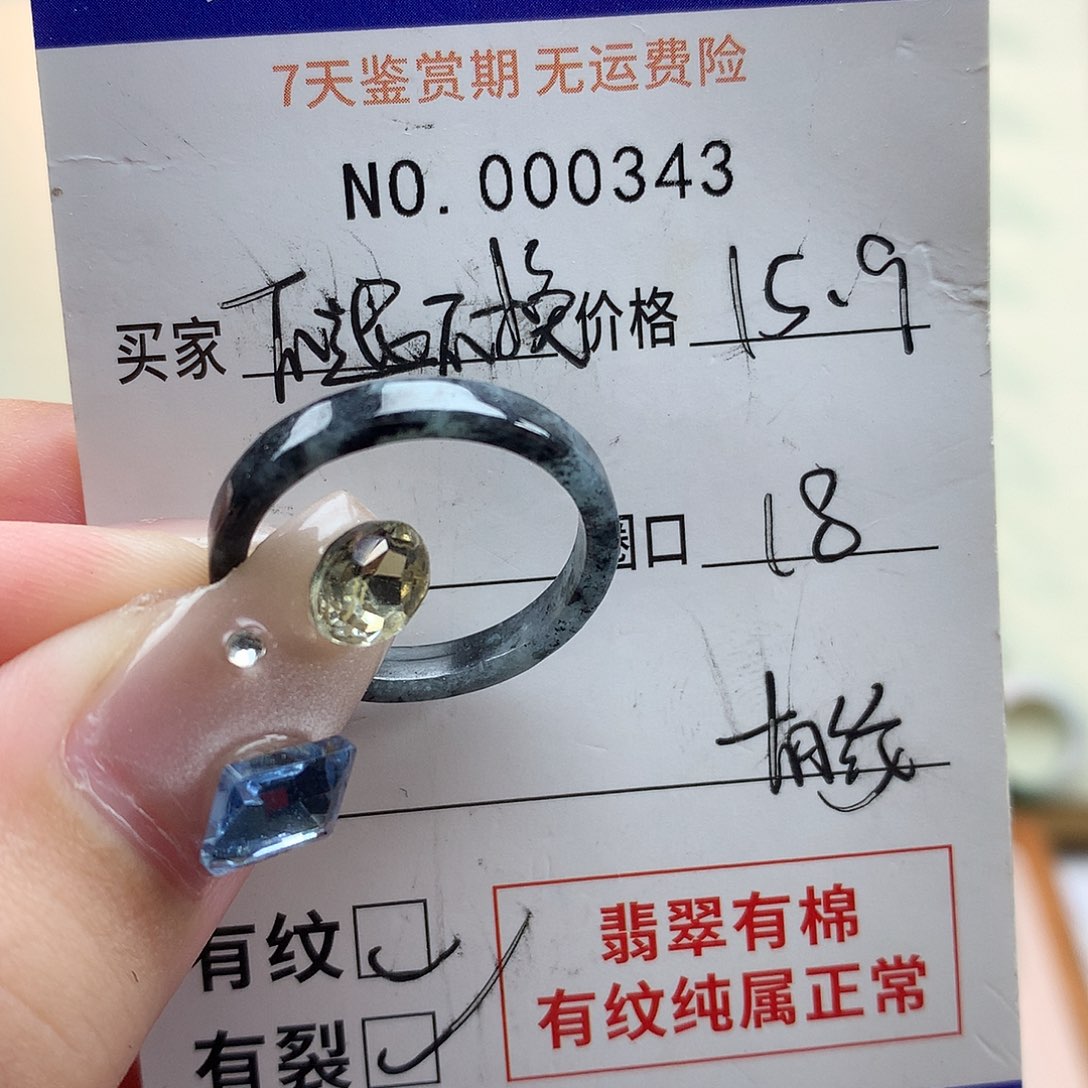 7天鉴赏期 无运费险
NO. 000343
买家 不退不换 价格 15.9
圈口 18
有纹
有纹
有裂
翡翠有棉
有纹纯属正常